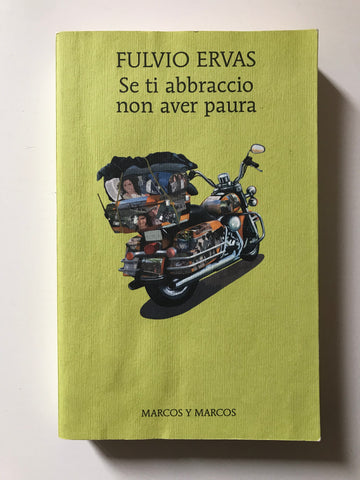 FULVIO ERVAS
Se ti abbraccio
non aver paura
MARCOS Y MARCOS